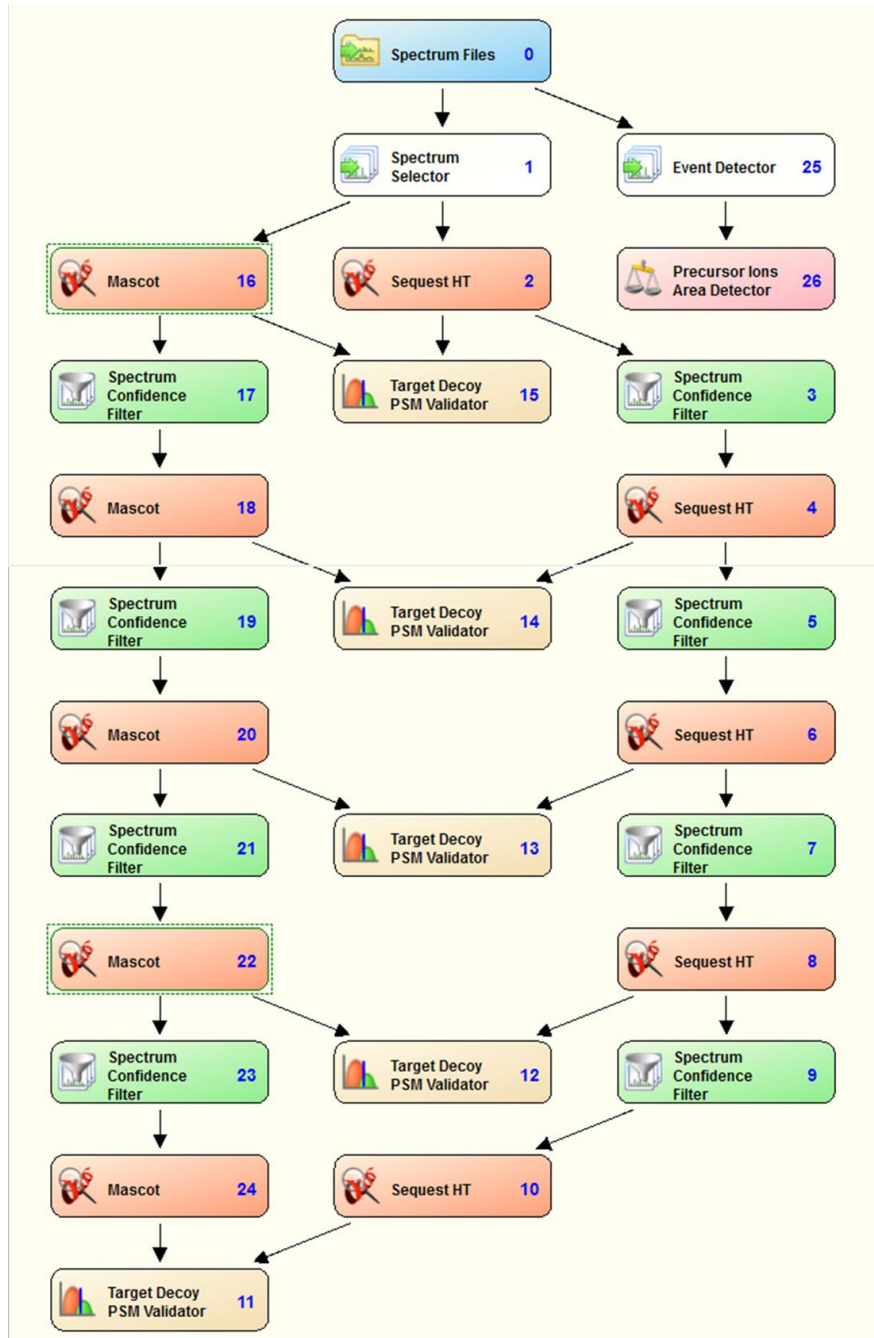 Spectrum Files 0
Spectrum
Selector 1
Event Detector 25
Mascot 16
Sequest HT 2
Precursor Ions
Area Detector 26
Spectrum
Confidence 17
Filter
Target Decoy
PSM Validator 15
Spectrum
Confidence 3
Filter
Mascot 18
Sequest HT 4
Spectrum
Confidence 19
Filter
Target Decoy
PSM Validator 14
Spectrum
Confidence 5
Filter
Mascot 20
Sequest HT 6
Spectrum
Confidence 21
Filter
Target Decoy
PSM Validator 13
Spectrum
Confidence 7
Filter
Mascot 22
Sequest HT 8
Spectrum
Confidence 23
Filter
Target Decoy
PSM Validator 12
Spectrum
Confidence 9
Filter
Mascot 24
Sequest HT 10
Target Decoy
PSM Validator 11